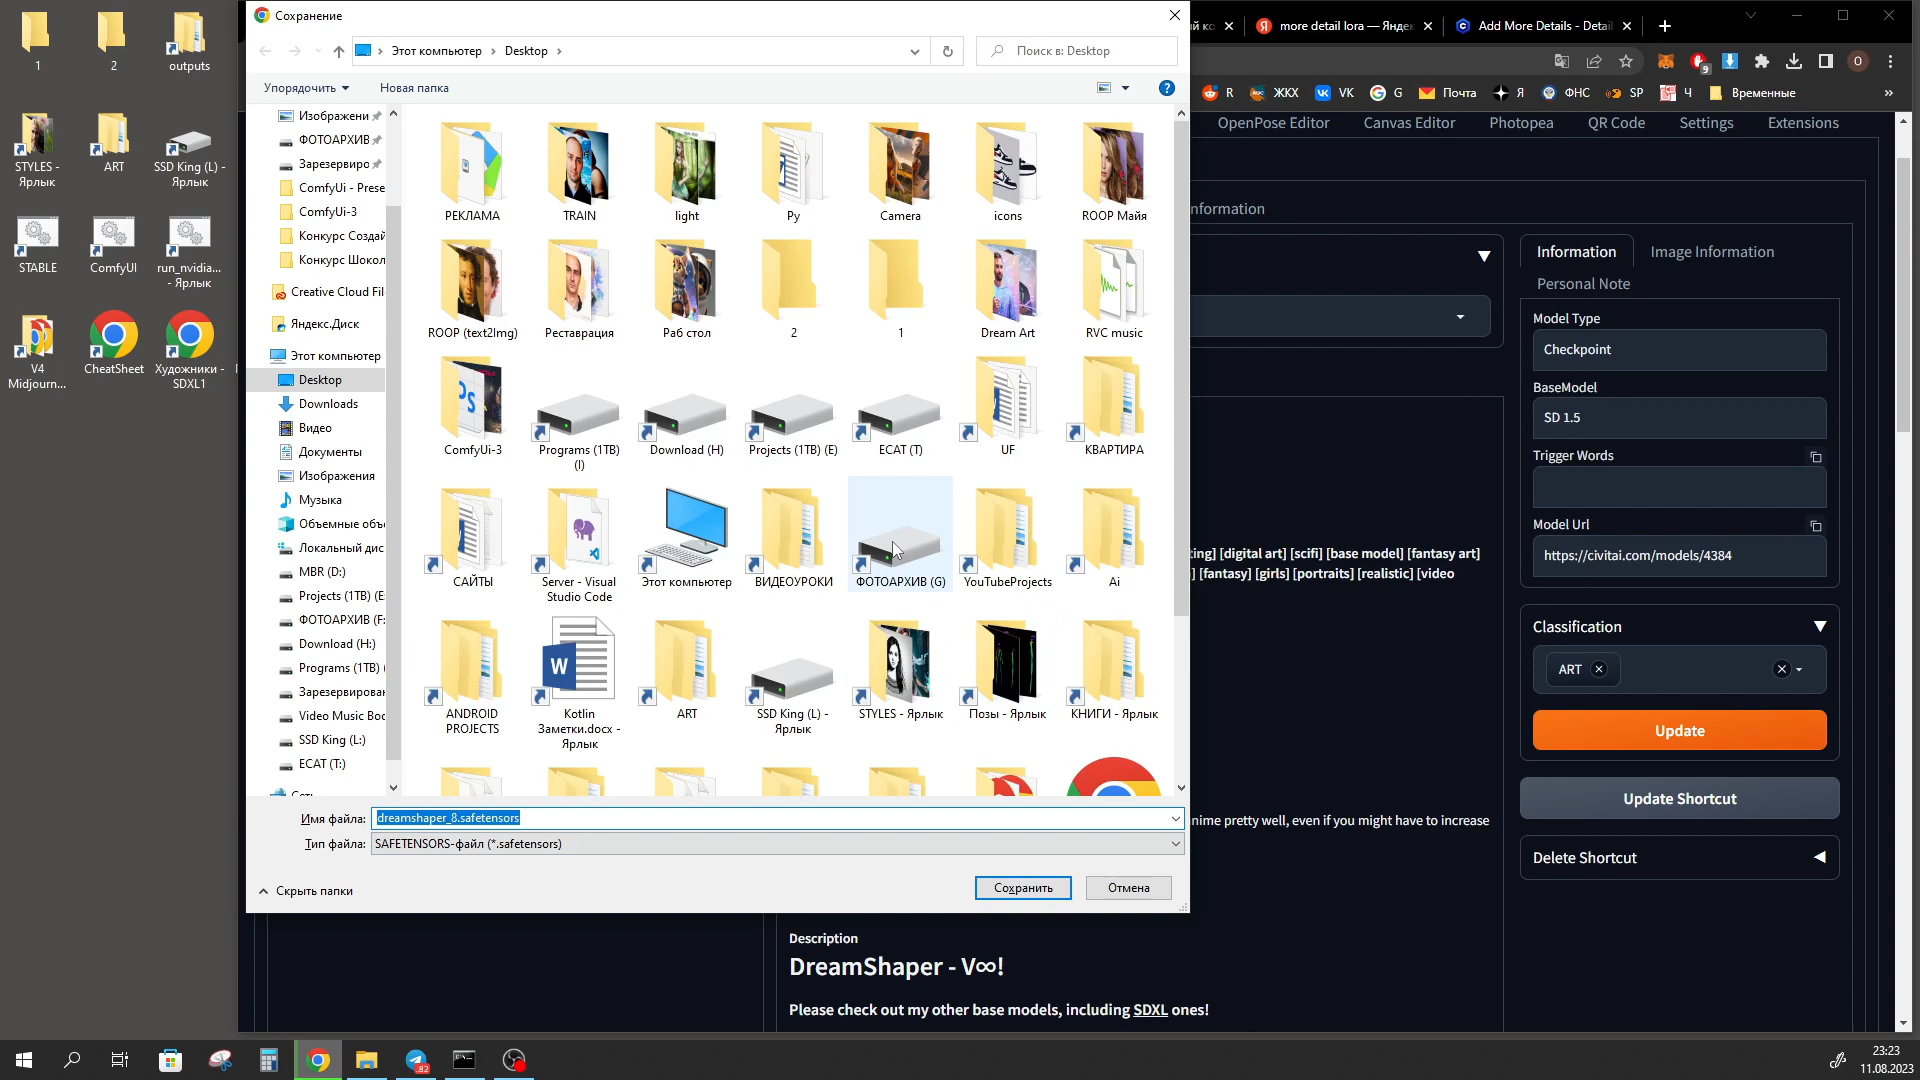 1
2
outputs
STYLES -
Ярлык
ART
SSD King (L) -
Ярлык
STABLE
ComfyUI
run_nvidia...
- Ярлык
V4
Midjourn...
CheatSheet
Художники -
SDXL1
Сохранение
Этот компьютер
Desktop
Поиск в: Desktop
Упорядочить
Новая папка
Изображени
ФОТОАРХИВ
Зарезервиро
ComfyUi - Prese
ComfyUi-3
Конкурс Создай
Конкурс Шокол
Creative Cloud Fil
Яндекс.Диск
Этот компьютер
Desktop
Downloads
Видео
Документы
Изображения
Музыка
Объемные объ
Локальный дис
MBR (D:)
Projects (1TB) (E
ФОТОАРХИВ (F:
Download (H:)
Programs (1TB) (
Зарезервирован
Video Music Boc
SSD King (L:)
ECAT (T:)
Сеть
РЕКЛАМА
TRAIN
light
Py
Camera
icons
ROOP Майя
ROOP (text2Img)
Реставрация
Раб стол
2
1
Dream Art
RVC music
ComfyUi-3
Programs (1TB)
(I)
Download (H)
Projects (1TB) (E)
ECAT (T)
UF
КВАРТИРА
САЙТЫ
Server - Visual
Studio Code
Этот компьютер
ВИДЕОУРОКИ
ФОТОАРХИВ (G)
YouTubeProjects
Ai
ANDROID
PROJECTS
Kotlin
Заметки.docx -
Ярлык
ART
SSD King (L) -
Ярлык
STYLES - Ярлык
Позы - Ярлык
КНИГИ - Ярлык
Имя файла:
dreamshaper_8.safetensors
Тип файла:
SAFETENSORS-файл (*.safetensors)
Скрыть папки
Сохранить
Отмена
ый ко
more detail lora — Яндек
Add More Details - Detail
9
O
R
ЖКХ
VK
G
Почта
Я
ФНС
SP
Ч
Временные
»
OpenPose Editor
Canvas Editor
Photopea
QR Code
Settings
Extensions
nformation
Information
Image Information
Personal Note
Model Type
Checkpoint
BaseModel
SD 1.5
Trigger Words
Model Url
https://civitai.com/models/4384
ting] [digital art] [scifi] [base model] [fantasy art]
] [fantasy] [girls] [portraits] [realistic] [video
Classification
ART
Update
Update Shortcut
Delete Shortcut
nime pretty well, even if you might have to increase
Description
DreamShaper - V∞!
Please check out my other base models, including SDXL ones!
82
23:23
11.08.2023